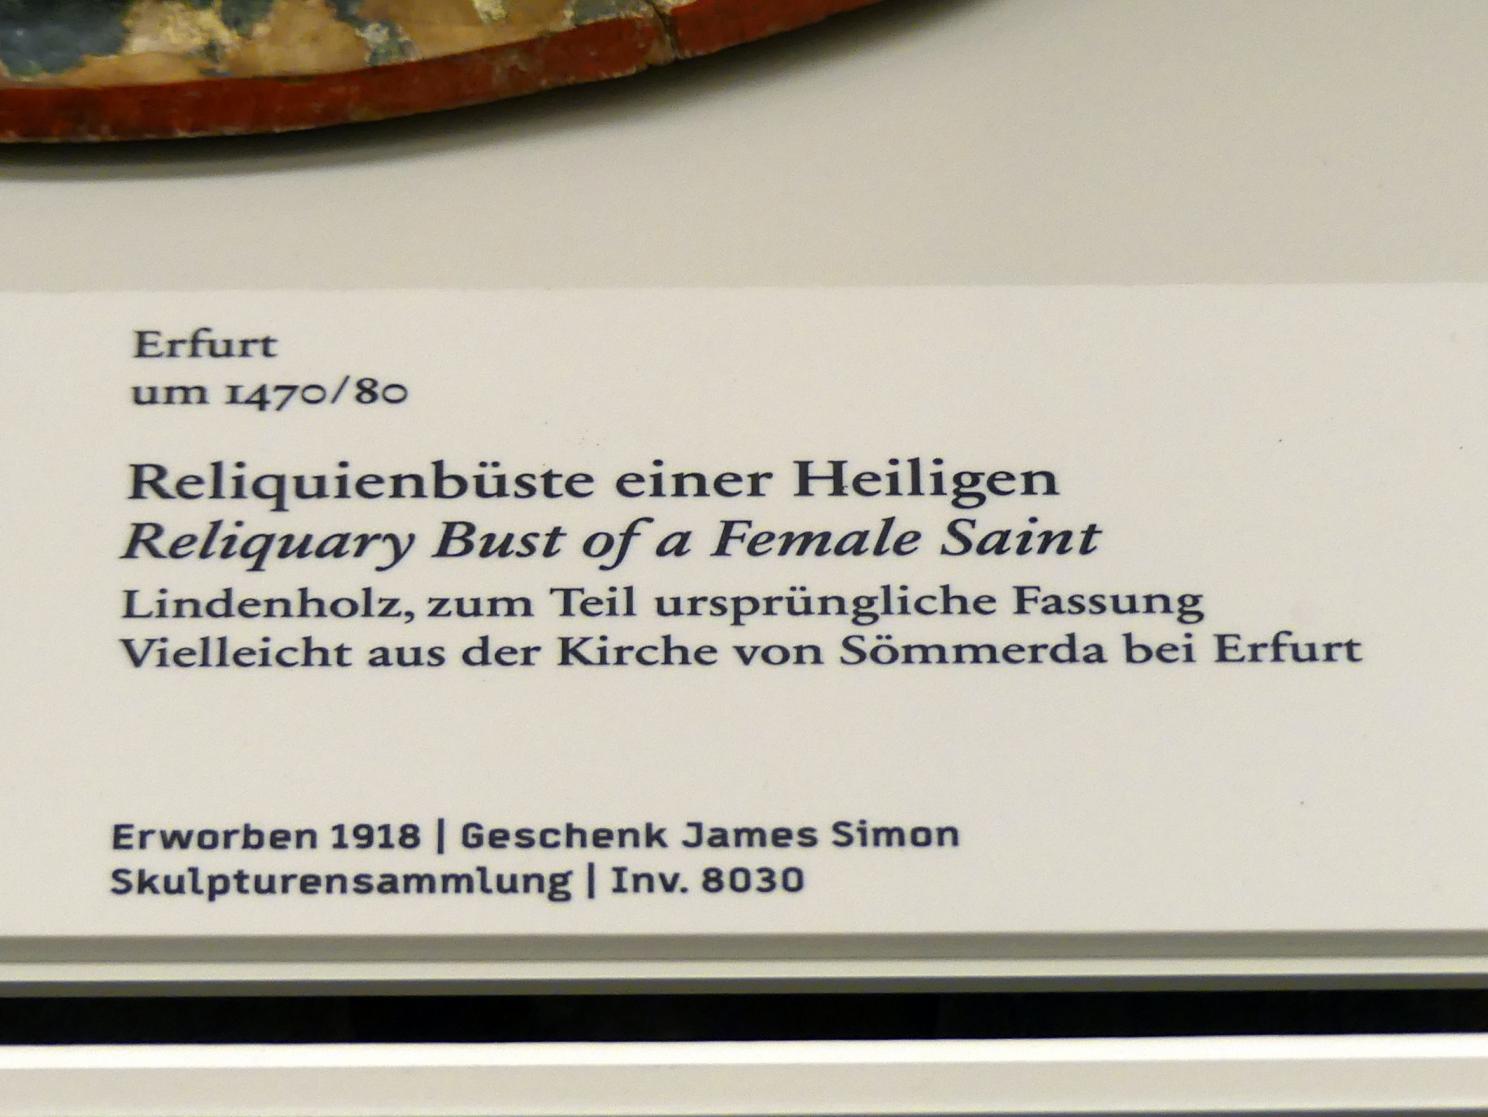 Erfurt
um 1470/80
Reliquienbüste einer Heiligen
Reliquary Bust of a Female Saint
Lindenholz, zum Teil ursprüngliche Fassung
Vielleicht aus der Kirche von Sömmerda bei Erfurt
Erworben 1918 | Geschenk James Simon
Skulpturensammlung | Inv. 8030